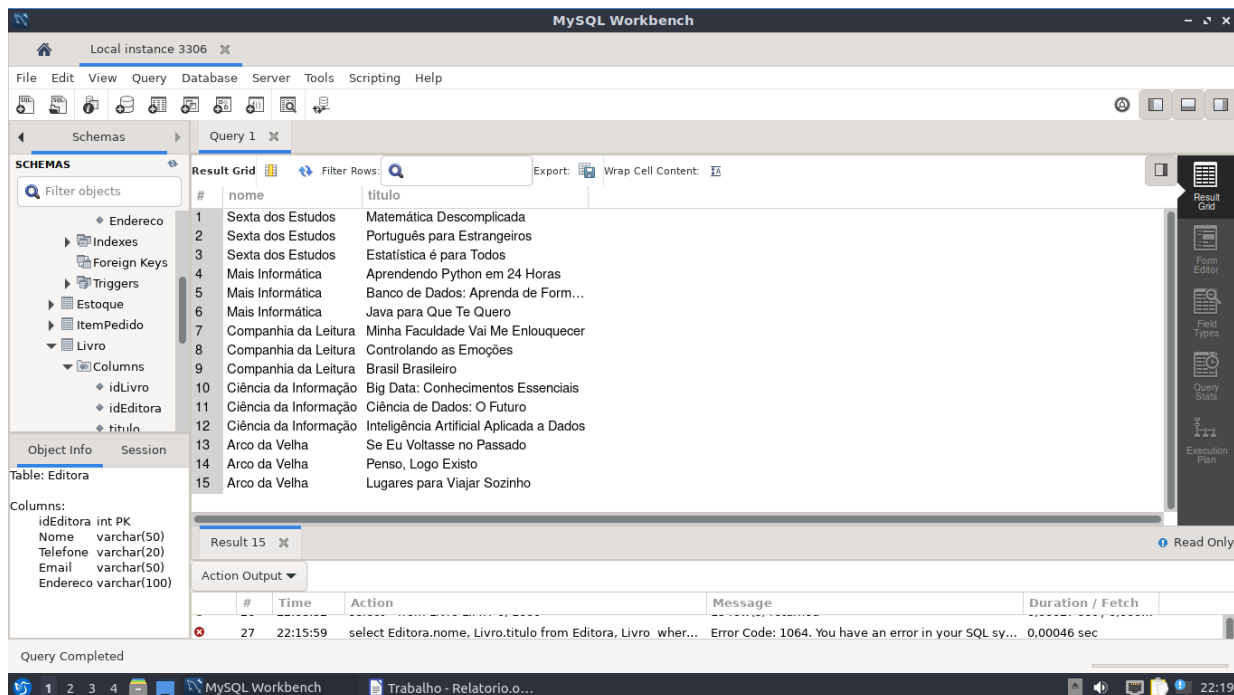 MySQL Workbench
Local instance 3306
File Edit View Query Database Server Tools Scripting Help
Schemas
Query 1
SCHEMAS
Filter objects
Endereco
Indexes
Foreign Keys
Triggers
Estoque
ItemPedido
Livro
Columns
idLivro
idEditora
titulo
Object Info Session
Table: Editora
Columns:
idEditora int PK
Nome varchar(50)
Telefone varchar(20)
Email varchar(50)
Endereco varchar(100)
Result Grid Filter Rows: Export: Wrap Cell Content:
# nome titulo
1 Sexta dos Estudos Matemática Descomplicada
2 Sexta dos Estudos Português para Estrangeiros
3 Sexta dos Estudos Estatística é para Todos
4 Mais Informática Aprendendo Python em 24 Horas
5 Mais Informática Banco de Dados: Aprenda de Form...
6 Mais Informática Java para Que Te Quero
7 Companhia da Leitura Minha Faculdade Vai Me Enlouquecer
8 Companhia da Leitura Controlando as Emoções
9 Companhia da Leitura Brasil Brasileiro
10 Ciência da Informação Big Data: Conhecimentos Essenciais
11 Ciência da Informação Ciência de Dados: O Futuro
12 Ciência da Informação Inteligência Artificial Aplicada a Dados
13 Arco da Velha Se Eu Voltasse no Passado
14 Arco da Velha Penso, Logo Existo
15 Arco da Velha Lugares para Viajar Sozinho
Result
Grid
Form
Editor
Field
Types
Query
Stats
Execution
Plan
Result 15
Read Only
Action Output
# Time Action Message Duration / Fetch
27 22:15:59 select Editora.nome, Livro.titulo from Editora, Livro wher... Error Code: 1064. You have an error in your SQL sy... 0,00046 sec
Query Completed
1 2 3 4 MySQL Workbench Trabalho - Relatorio.o... 22:19